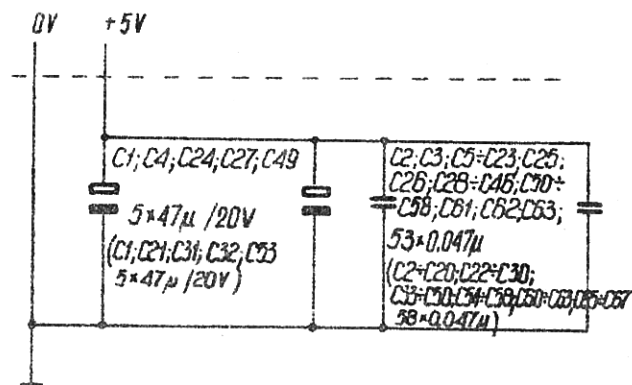 0V +5V
C1;C4;C24;C27;C49
5×47µ/20V
(C1;C21;C31;C32;C53
5×47µ/20V)
C2;C3;C5÷C23;C25;
C26;C28÷C46;C50÷
C58;C61;C62;C63;
53×0.047µ
(C2÷C20;C22÷C30;
C33÷C50;C54÷C58;C60÷C63;C65÷C67
58×0.047µ)